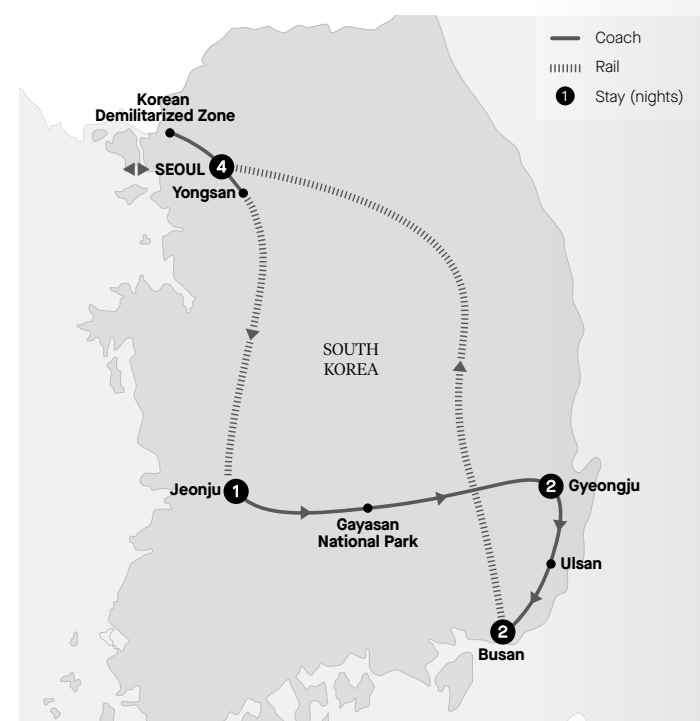 Coach
Rail
1 Stay (nights)
Korean
Demilitarized Zone
SEOUL 4
Yongsan
SOUTH
KOREA
Jeonju 1
2 Gyeongju
Gayasan
National Park
Ulsan
2
Busan